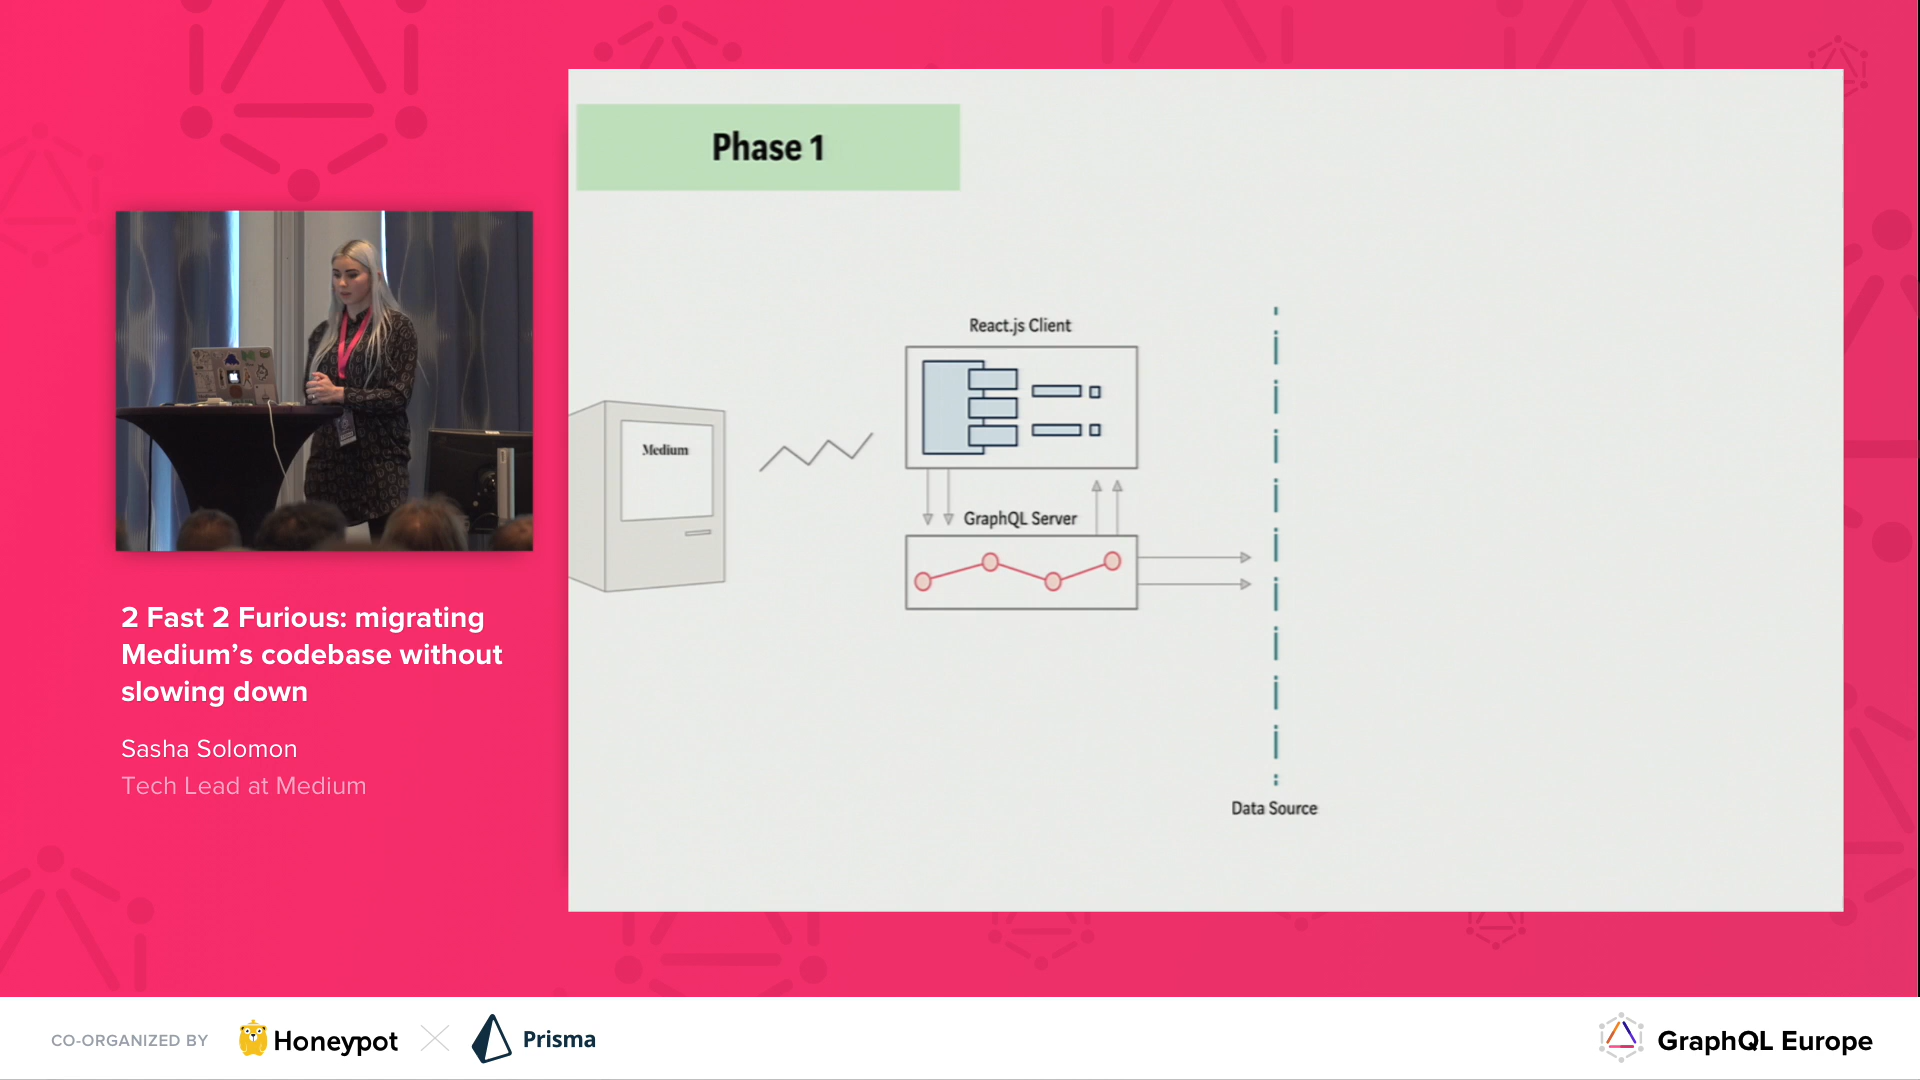 Phase 1
React.js Client
Medium
GraphQL Server
Data Source
2 Fast 2 Furious: migrating
Medium’s codebase without
slowing down
Sasha Solomon
Tech Lead at Medium
CO-ORGANIZED BY
Honeypot
Prisma
GraphQL Europe